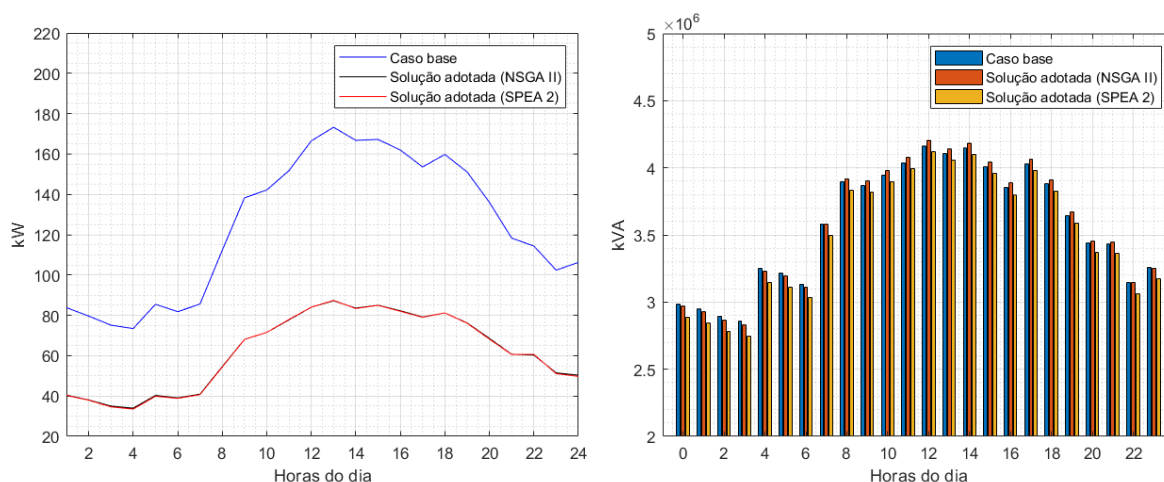 220
200
180
160
140
120
100
80
60
40
20
kW
2 4 6 8 10 12 14 16 18 20 22 24
Horas do dia
Caso base
Solução adotada (NSGA II)
Solução adotada (SPEA 2)
×10⁶
5
4.5
4
3.5
3
2.5
2
kVA
0 2 4 6 8 10 12 14 16 18 20 22
Horas do dia
Caso base
Solução adotada (NSGA II)
Solução adotada (SPEA 2)